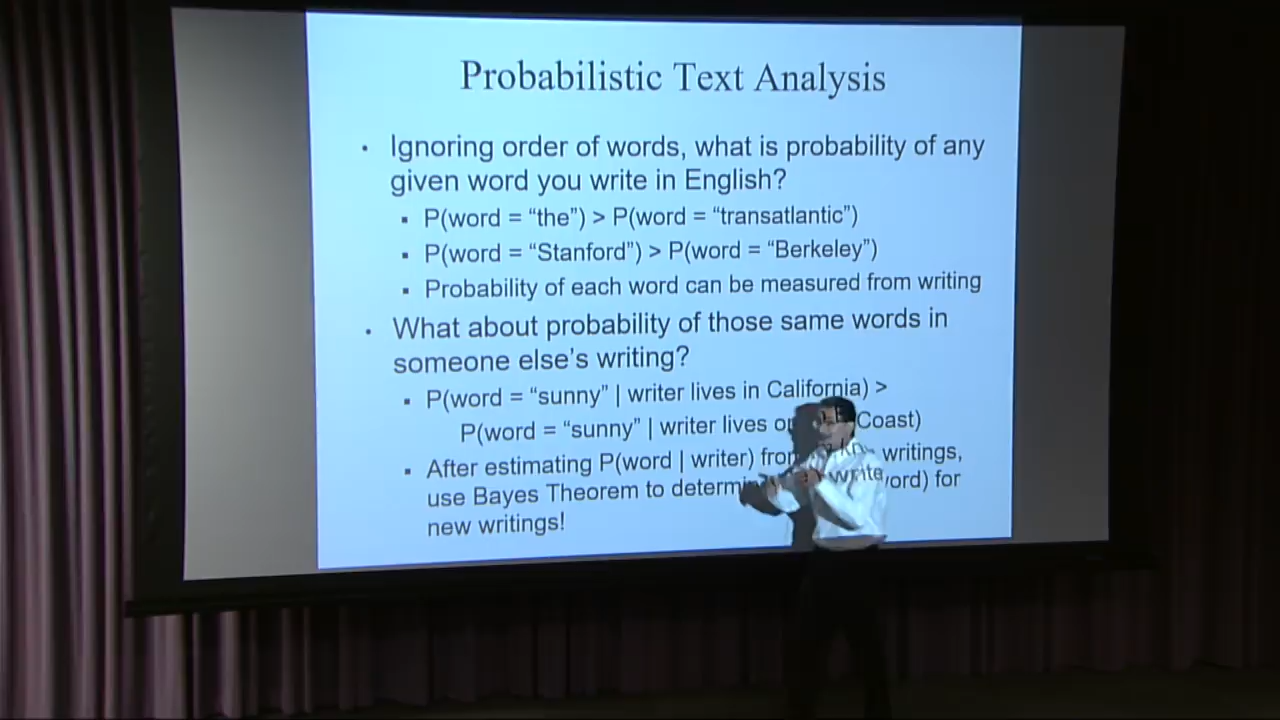 Probabilistic Text Analysis
• Ignoring order of words, what is probability of any
given word you write in English?
▪ P(word = “the”) > P(word = “transatlantic”)
▪ P(word = “Stanford”) > P(word = “Berkeley”)
▪ Probability of each word can be measured from writing
• What about probability of those same words in
someone else’s writing?
▪ P(word = “sunny” | writer lives in California) >
P(word = “sunny” | writer lives Coast)
▪ After estimating P(word | writer) writings,
use Bayes Theorem to for
new writings!